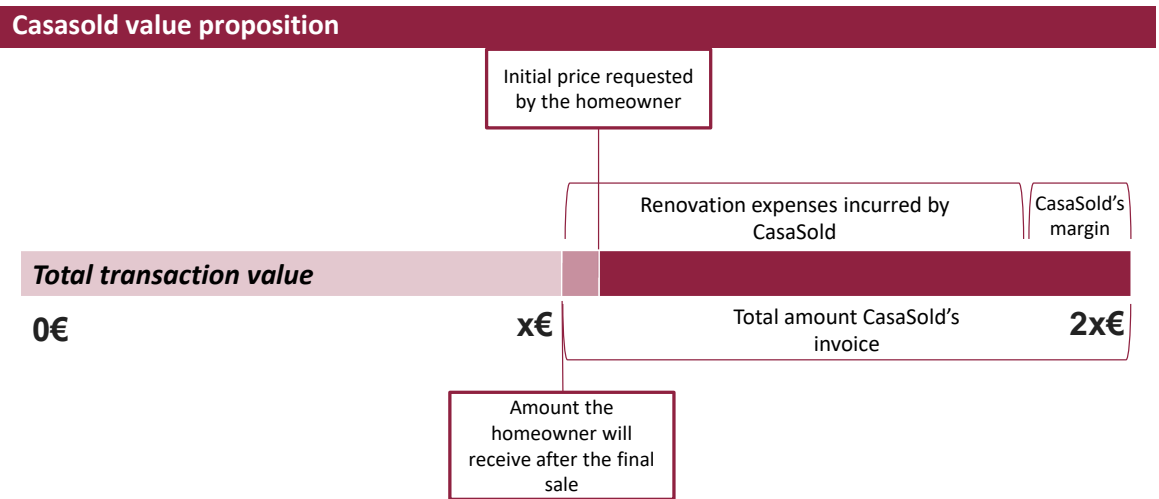 Casasold value proposition
Initial price requested
by the homeowner
Renovation expenses incurred by
CasaSold
CasaSold's
margin
Total transaction value
0€
x€
Total amount CasaSold's
invoice
2x€
Amount the
homeowner will
receive after the final
sale